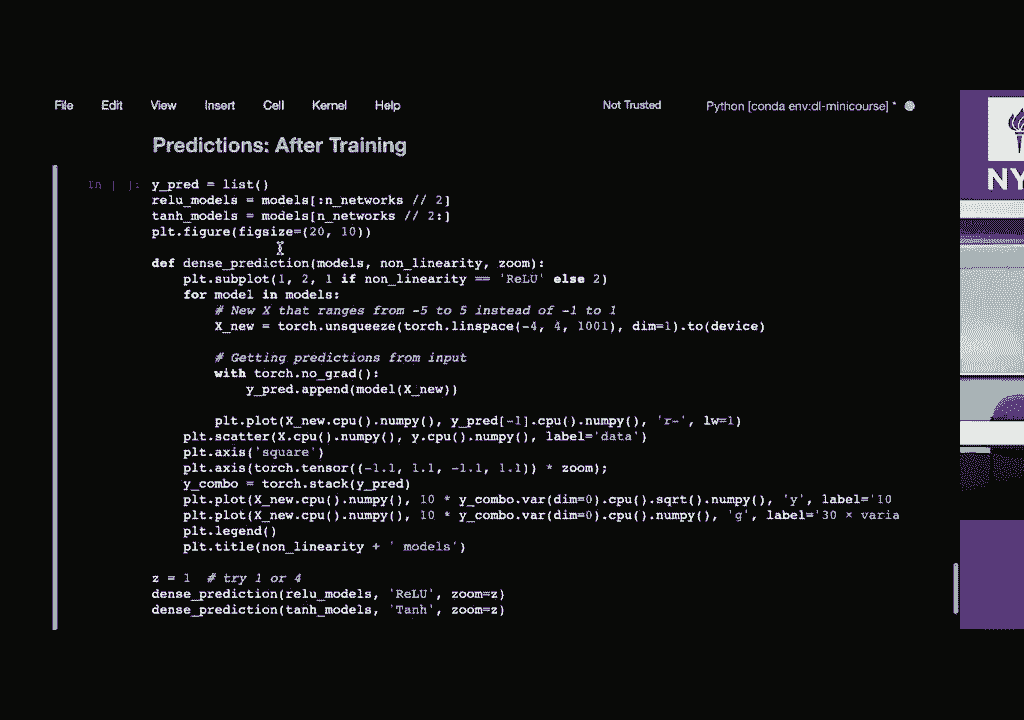 File Edit View Insert Cell Kernel Help Not Trusted Python [conda env:dl-minicourse] *
Predictions: After Training
In [ ]: y_pred = list()
relu_models = models[:n_networks // 2]
tanh_models = models[n_networks // 2:]
plt.figure(figsize=(20, 10))
def dense_prediction(models, non_linearity, zoom):
    plt.subplot(1, 2, 1 if non_linearity == 'ReLU' else 2)
    for model in models:
        # New X that ranges from -5 to 5 instead of -1 to 1
        X_new = torch.unsqueeze(torch.linspace(-4, 4, 1001), dim=1).to(device)
        # Getting predictions from input
        with torch.no_grad():
            y_pred.append(model(X_new))
        plt.plot(X_new.cpu().numpy(), y_pred[-1].cpu().numpy(), 'r-', lw=1)
    plt.scatter(X.cpu().numpy(), y.cpu().numpy(), label='data')
    plt.axis('square')
    plt.axis(torch.tensor((-1.1, 1.1, -1.1, 1.1)) * zoom);
    y_combo = torch.stack(y_pred)
    plt.plot(X_new.cpu().numpy(), 10 * y_combo.var(dim=0).cpu().sqrt().numpy(), 'y', label='10
    plt.plot(X_new.cpu().numpy(), 10 * y_combo.var(dim=0).cpu().numpy(), 'g', label='30 × varia
    plt.legend()
    plt.title(non_linearity + ' models')
z = 1  # try 1 or 4
dense_prediction(relu_models, 'ReLU', zoom=z)
dense_prediction(tanh_models, 'Tanh', zoom=z)
NY